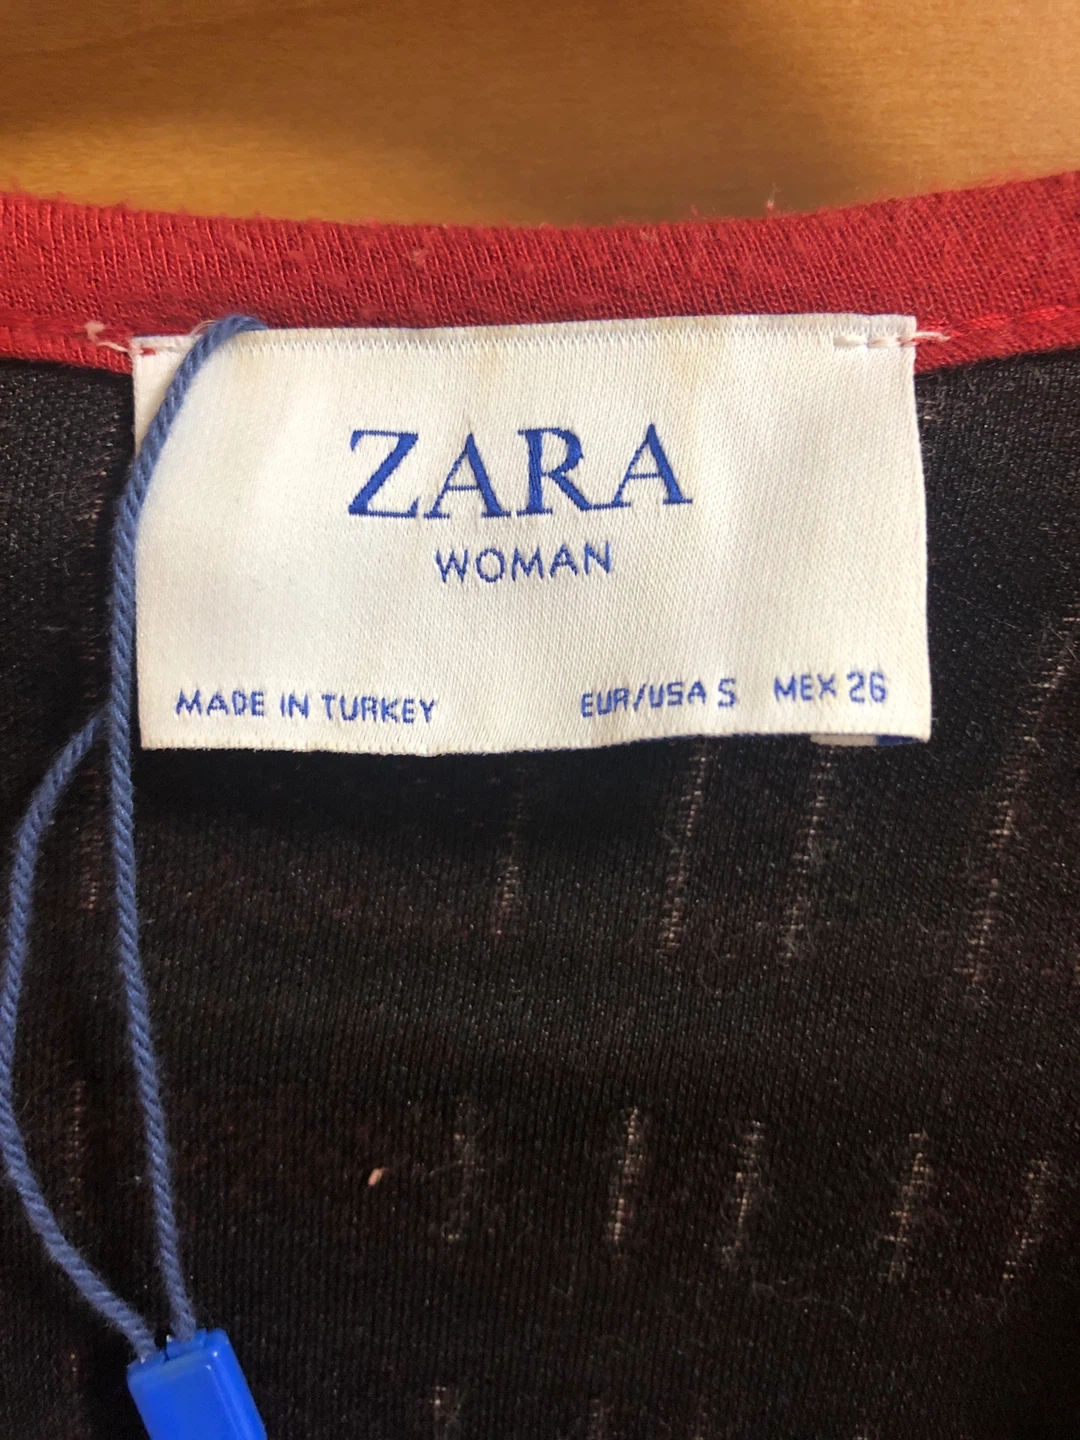 ZARA
WOMAN
MADE IN TURKEY EUR/USA S MEX 26